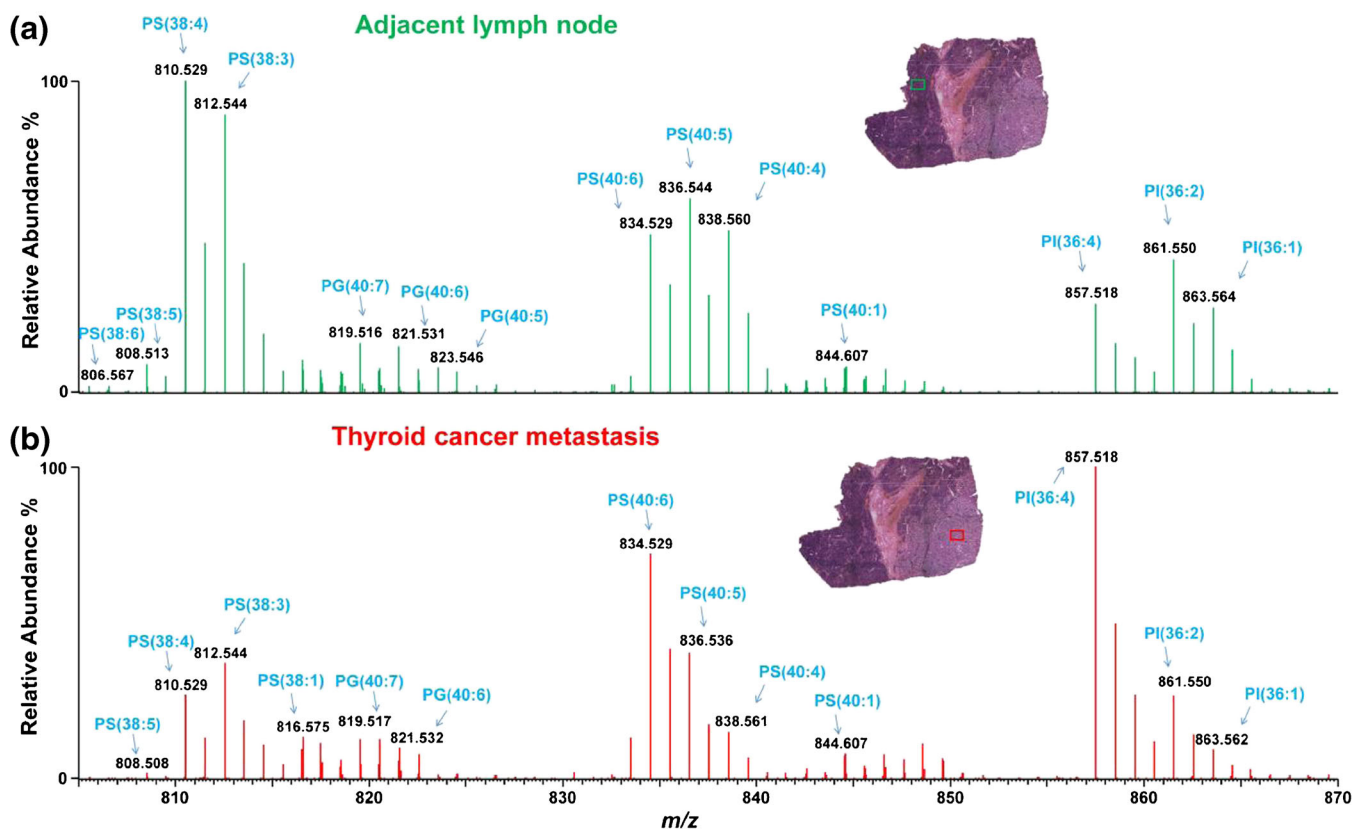 (a)
Adjacent lymph node
PS(38:4)
810.529
PS(38:3)
812.544
100
Relative Abundance %
0
PS(38:6)
806.567
PS(38:5)
808.513
PG(40:7)
819.516
PG(40:6)
821.531
PG(40:5)
823.546
PS(40:6)
834.529
PS(40:5)
836.544
PS(40:4)
838.560
PS(40:1)
844.607
PI(36:4)
857.518
PI(36:2)
861.550
PI(36:1)
863.564
(b)
Thyroid cancer metastasis
100
Relative Abundance %
0
PS(38:5)
808.508
PS(38:4)
810.529
PS(38:3)
812.544
PS(38:1)
816.575
PG(40:7)
819.517
PG(40:6)
821.532
PS(40:6)
834.529
PS(40:5)
836.536
PS(40:4)
838.561
PS(40:1)
844.607
857.518
PI(36:4)
PI(36:2)
861.550
PI(36:1)
863.562
810 820 830 840 850 860 870
m/z